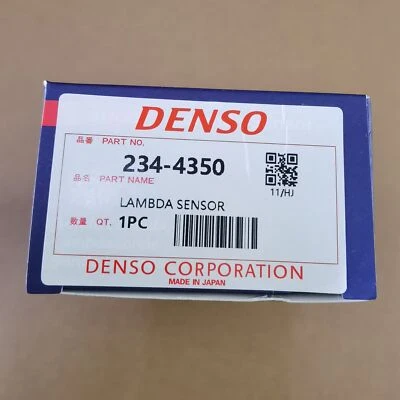 DENSO
品番 PART NO.
234-4350
品名 PART NAME
11/HJ
LAMBDA SENSOR
数量 QT. 1PC
DENSO CORPORATION
MADE IN JAPAN